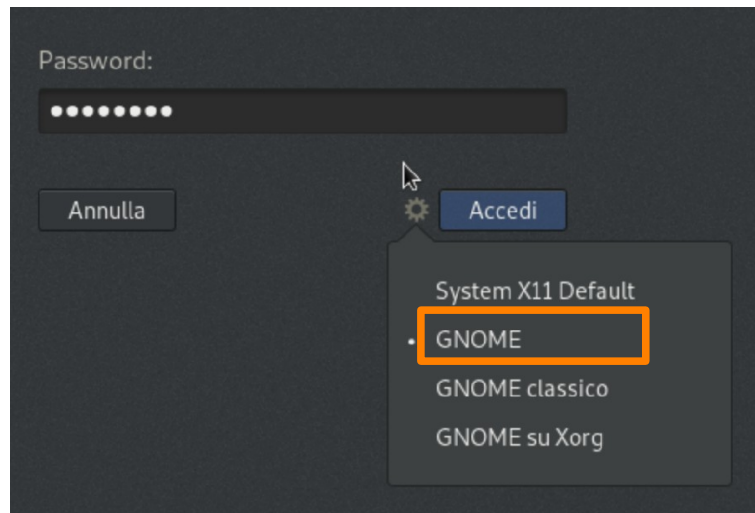 Password:
Annulla
Accedi
System X11 Default
GNOME
GNOME classico
GNOME su Xorg